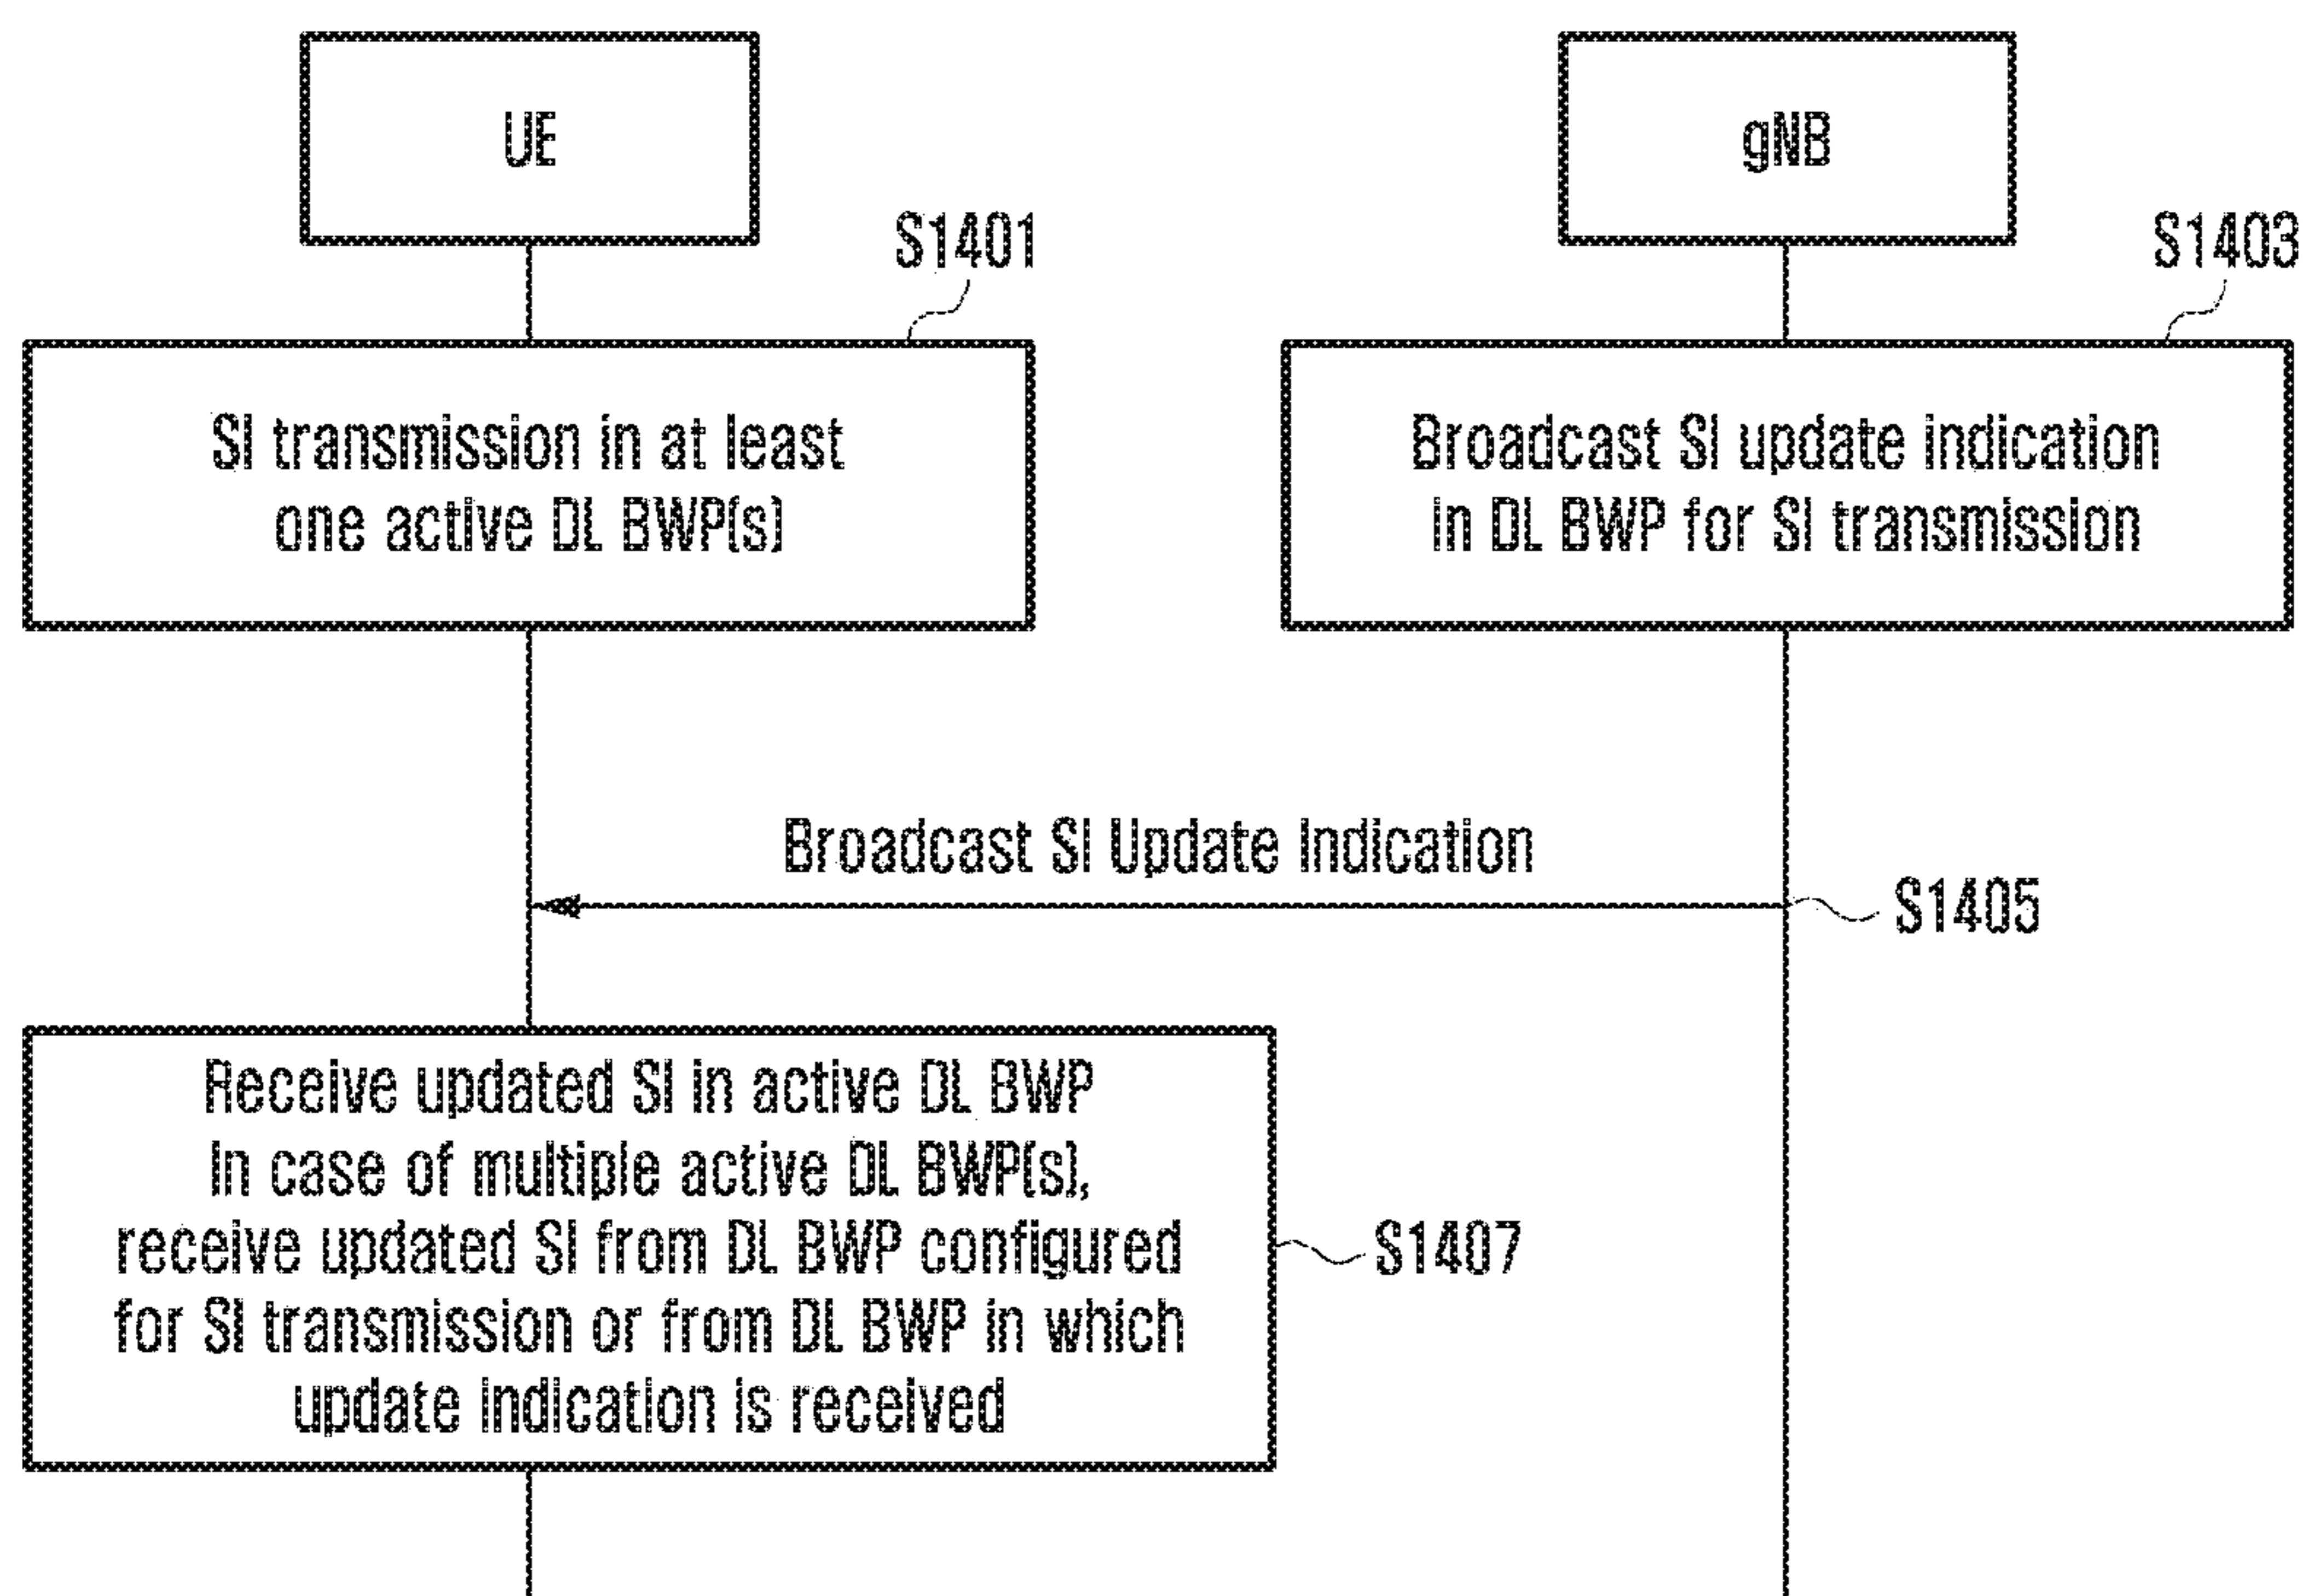 UE
gNB
S1401
S1403
SI transmission in at least
one active DL BWP(s)
Broadcast SI update indication
in DL BWP for SI transmission
Broadcast SI Update Indication
S1405
Receive updated SI in active DL BWP
In case of multiple active DL BWP(s),
receive updated SI from DL BWP configured
for SI transmission or from DL BWP in which
update indication is received
S1407